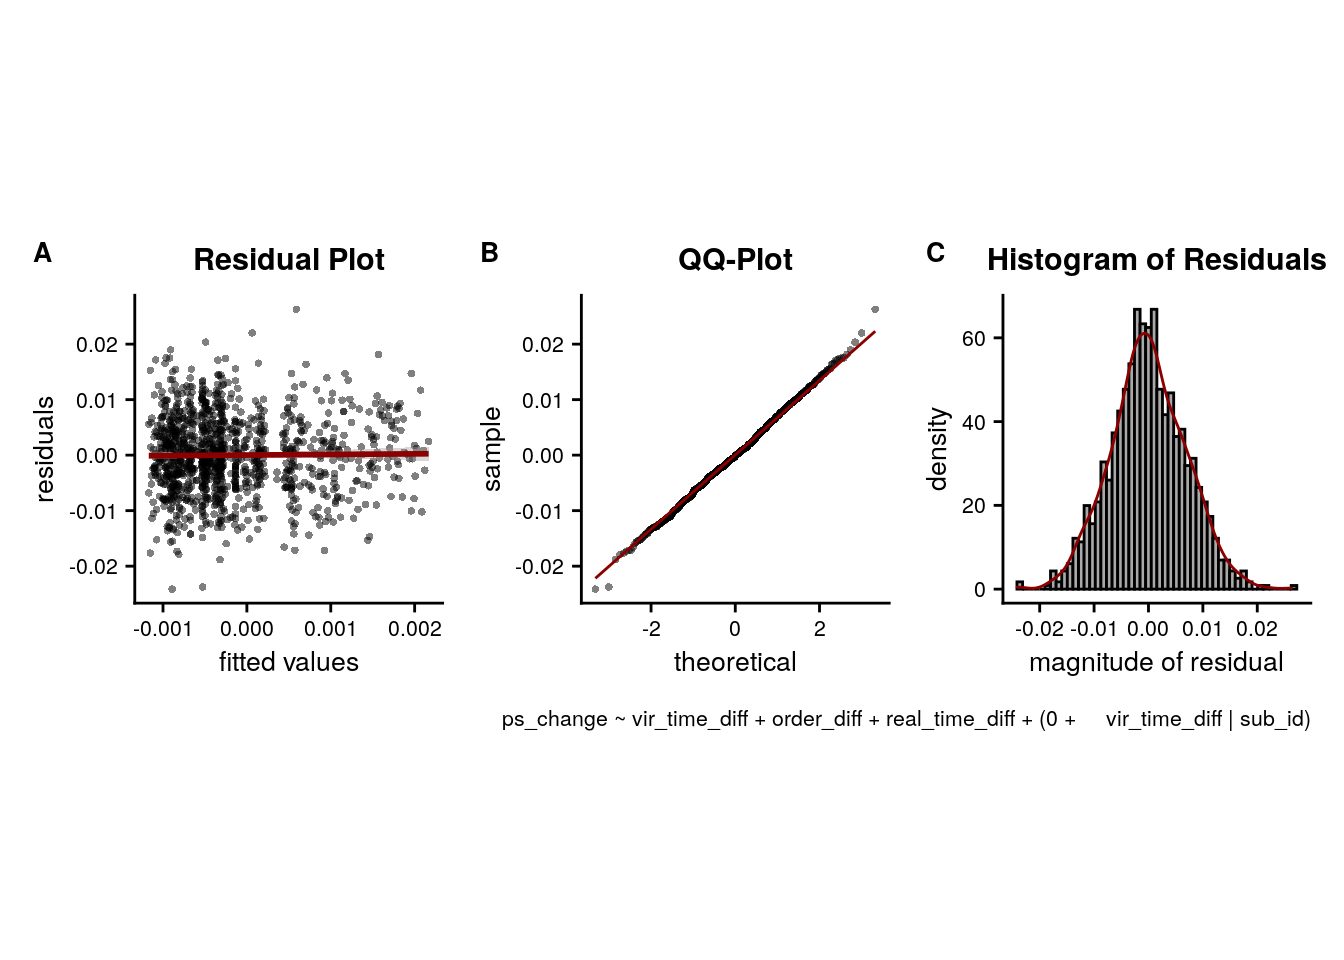 A
Residual Plot
residuals
0.02
0.01
0.00
-0.01
-0.02
-0.001 0.000 0.001 0.002
fitted values
B
QQ-Plot
sample
0.02
0.01
0.00
-0.01
-0.02
-2 0 2
theoretical
C
Histogram of Residuals
density
60
40
20
0
-0.02 -0.01 0.00 0.01 0.02
magnitude of residual
ps_change ~ vir_time_diff + order_diff + real_time_diff + (0 + vir_time_diff | sub_id)